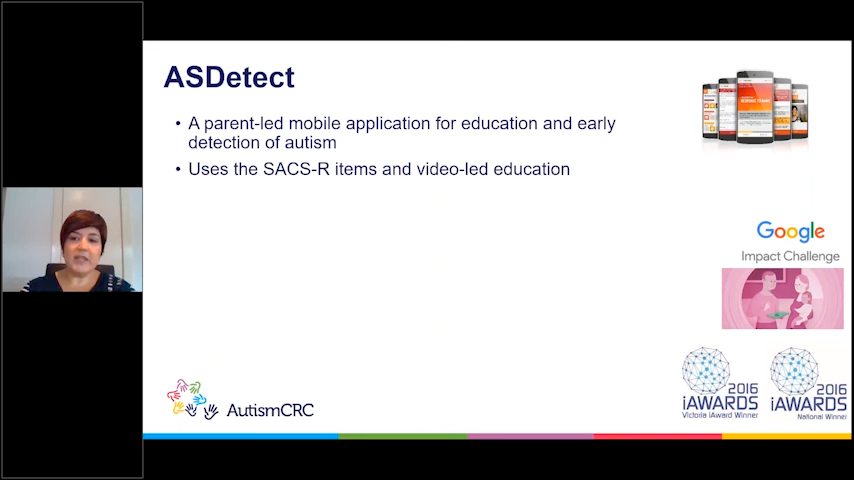 ASDetect
• A parent-led mobile application for education and early
detection of autism
• Uses the SACS-R items and video-led education
Google
Impact Challenge
2016
iAWARDS
Victoria iAward Winner
2016
iAWARDS
National Winner
AutismCRC